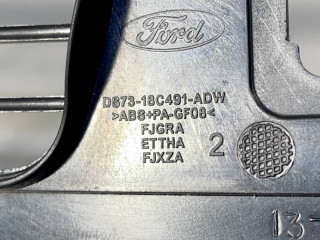 Ford
DS73-18C491-ADW
>ABS+PA-GF08<
FJGRA
ETTHA
FJXZA
2
13-